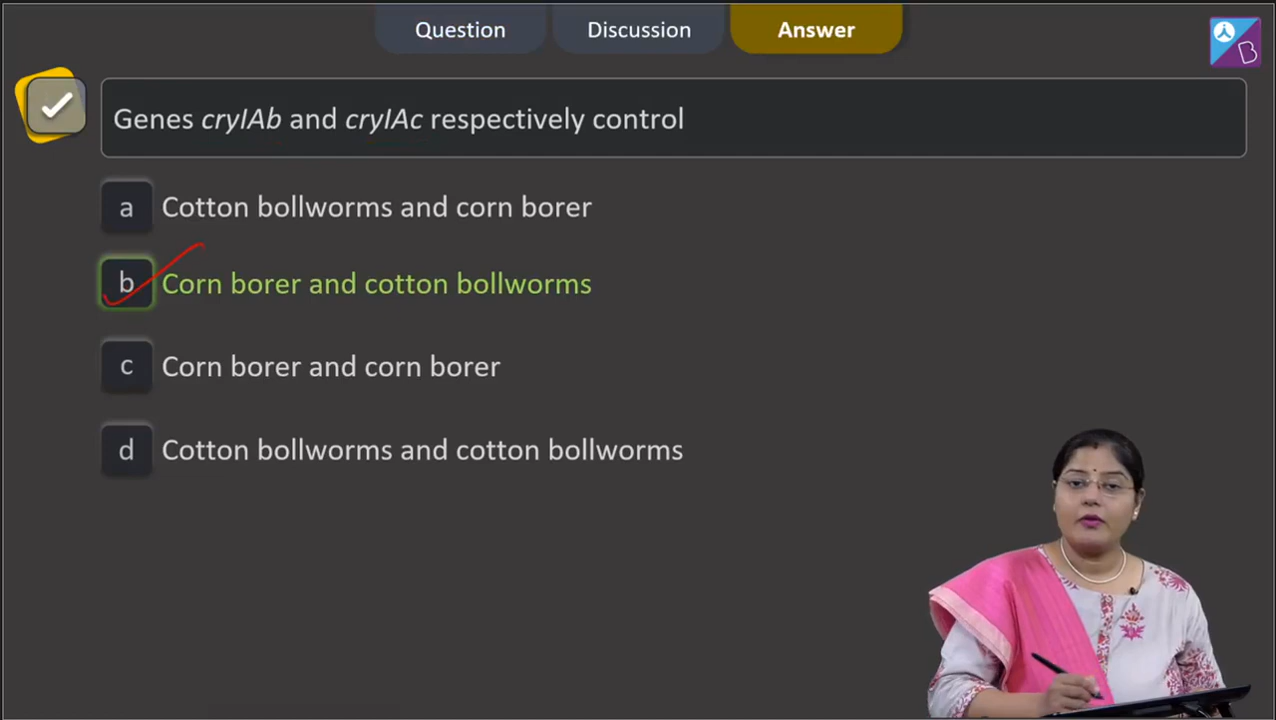 Question Discussion Answer
Genes cryIAb and cryIAc respectively control
a Cotton bollworms and corn borer
b Corn borer and cotton bollworms
c Corn borer and corn borer
d Cotton bollworms and cotton bollworms
B